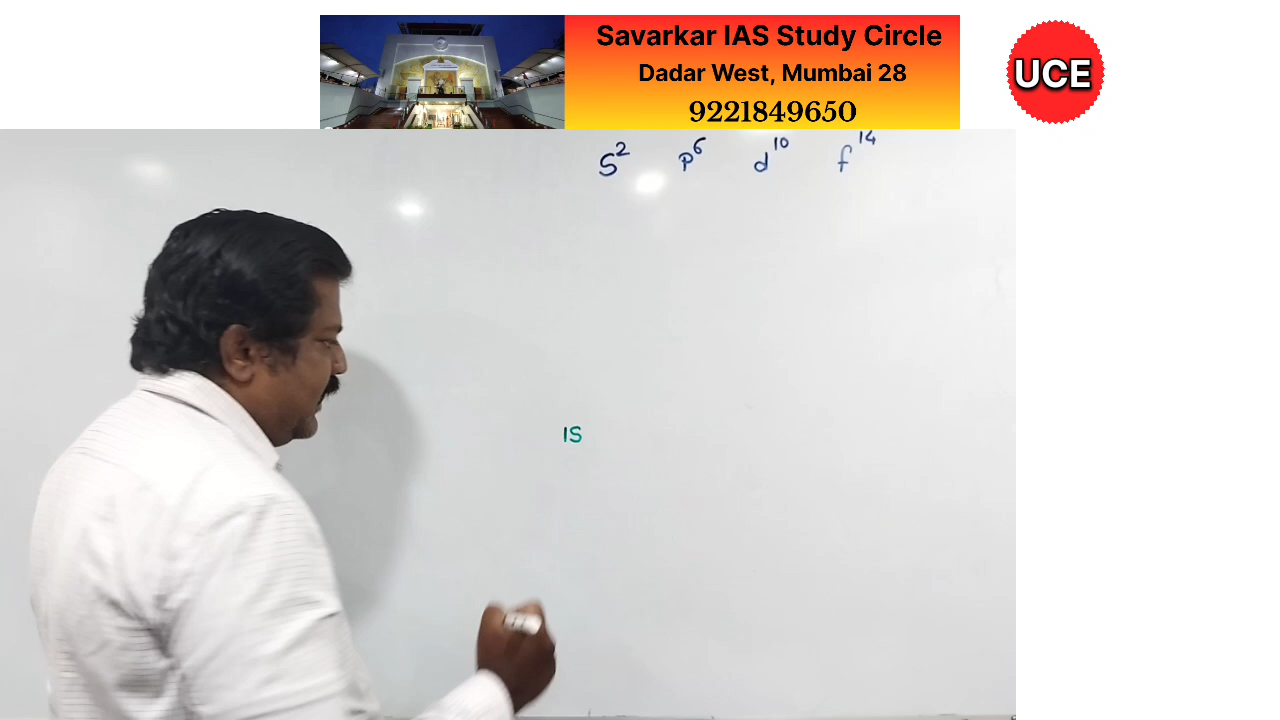 Savarkar IAS Study Circle
Dadar West, Mumbai 28
9221849650
UCE
S² p⁶ d¹⁰ f¹⁴
1S